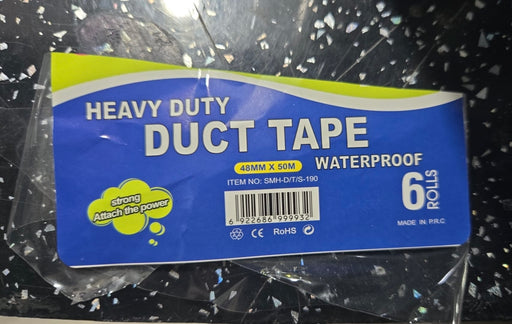 HEAVY DUTY
DUCT TAPE
WATERPROOF
48MM X 50M
ITEM NO: SMH-D/T/S-190
6 ROLLS
strong
Attach the power
6 922686 999932
CE RoHS
MADE IN P.R.C